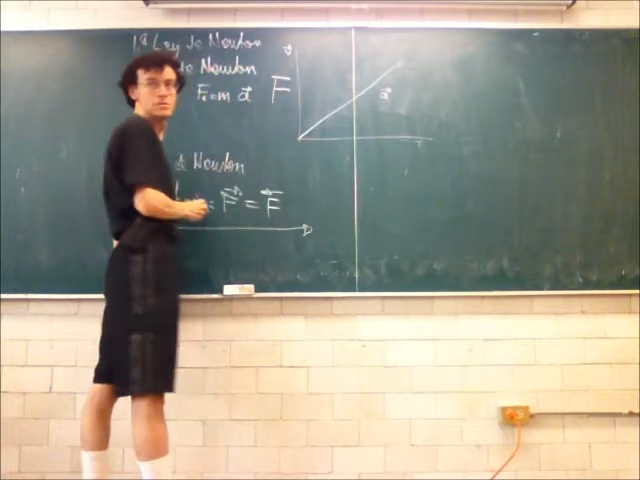 1ª Ley de Newton
de Newton
F = m a⃗
F
a⃗
de Newton
= F⃗ = F⃖